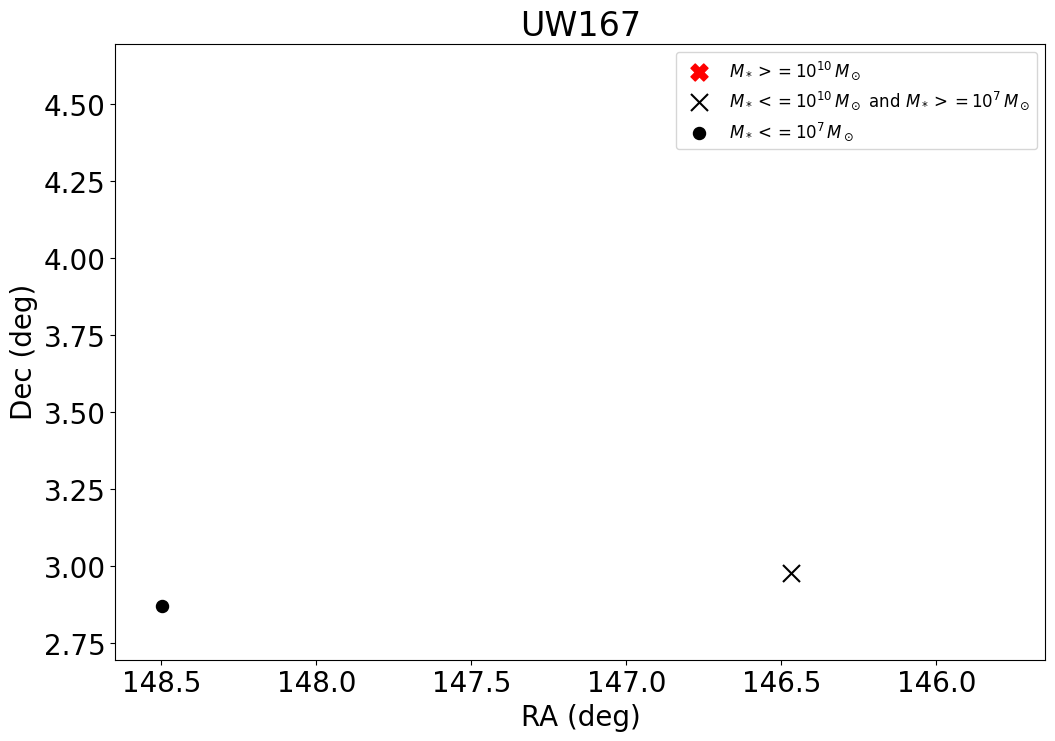 UW167
M* >= 10^10 M⊙
M* <= 10^10 M⊙ and M* >= 10^7 M⊙
M* <= 10^7 M⊙
4.50
4.25
4.00
3.75
3.50
3.25
3.00
2.75
Dec (deg)
148.5 148.0 147.5 147.0 146.5 146.0
RA (deg)